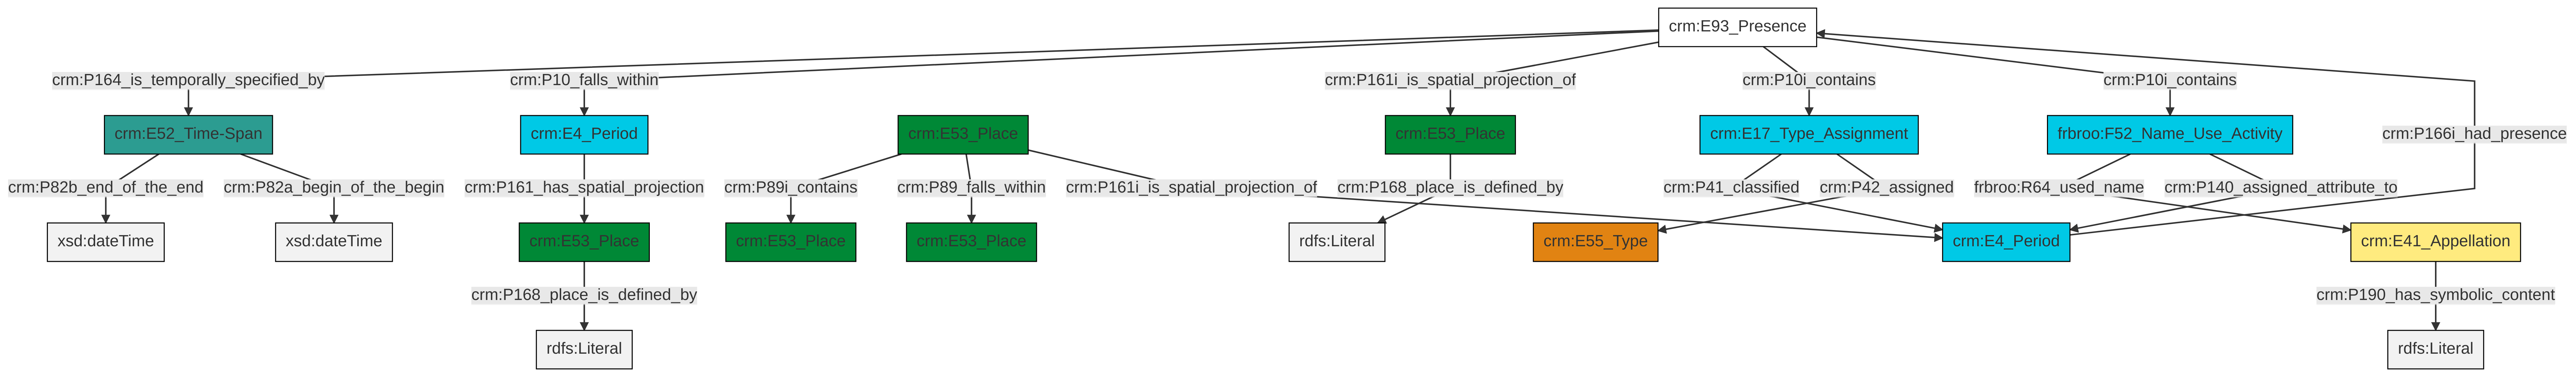 crm:E93_Presence
crm:P164_is_temporally_specified_by
crm:P10_falls_within
crm:P161i_is_spatial_projection_of
crm:P10i_contains
crm:P10i_contains
crm:E52_Time-Span
crm:E4_Period
crm:E53_Place
crm:E53_Place
crm:E17_Type_Assignment
frbroo:F52_Name_Use_Activity
crm:P166i_had_presence
crm:P82b_end_of_the_end
crm:P82a_begin_of_the_begin
crm:P161_has_spatial_projection
crm:P89i_contains
crm:P89_falls_within
crm:P161i_is_spatial_projection_of
crm:P168_place_is_defined_by
crm:P41_classified
crm:P42_assigned
frbroo:R64_used_name
crm:P140_assigned_attribute_to
xsd:dateTime
xsd:dateTime
crm:E53_Place
crm:E53_Place
crm:E53_Place
rdfs:Literal
crm:E55_Type
crm:E4_Period
crm:E41_Appellation
crm:P168_place_is_defined_by
crm:P190_has_symbolic_content
rdfs:Literal
rdfs:Literal